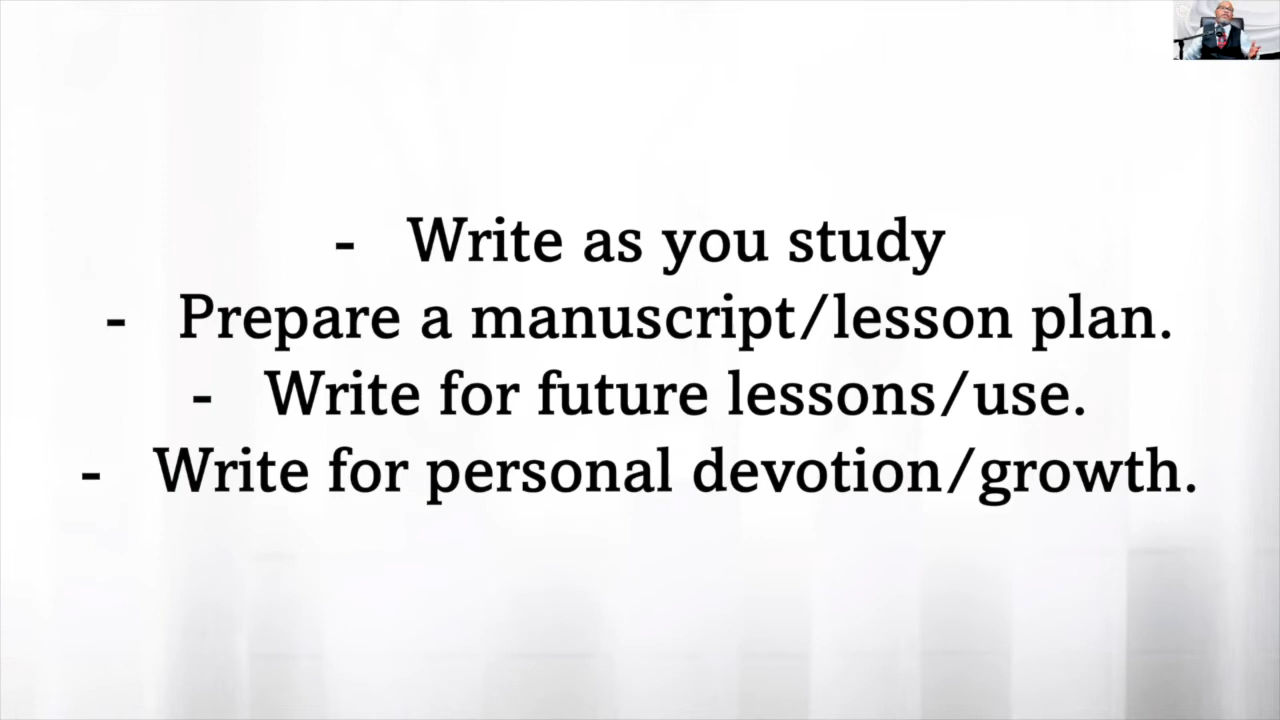 - Write as you study
- Prepare a manuscript/lesson plan.
- Write for future lessons/use.
- Write for personal devotion/growth.